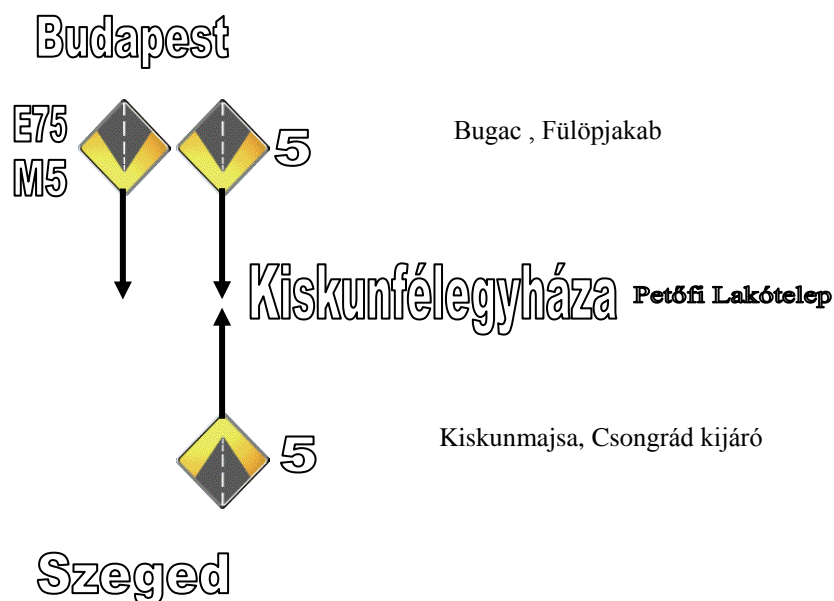 Budapest
E75
M5
5
Bugac , Fülöpjakab
Kiskunfélegyháza Petőfi Lakótelep
5
Kiskunmajsa, Csongrád kijáró
Szeged